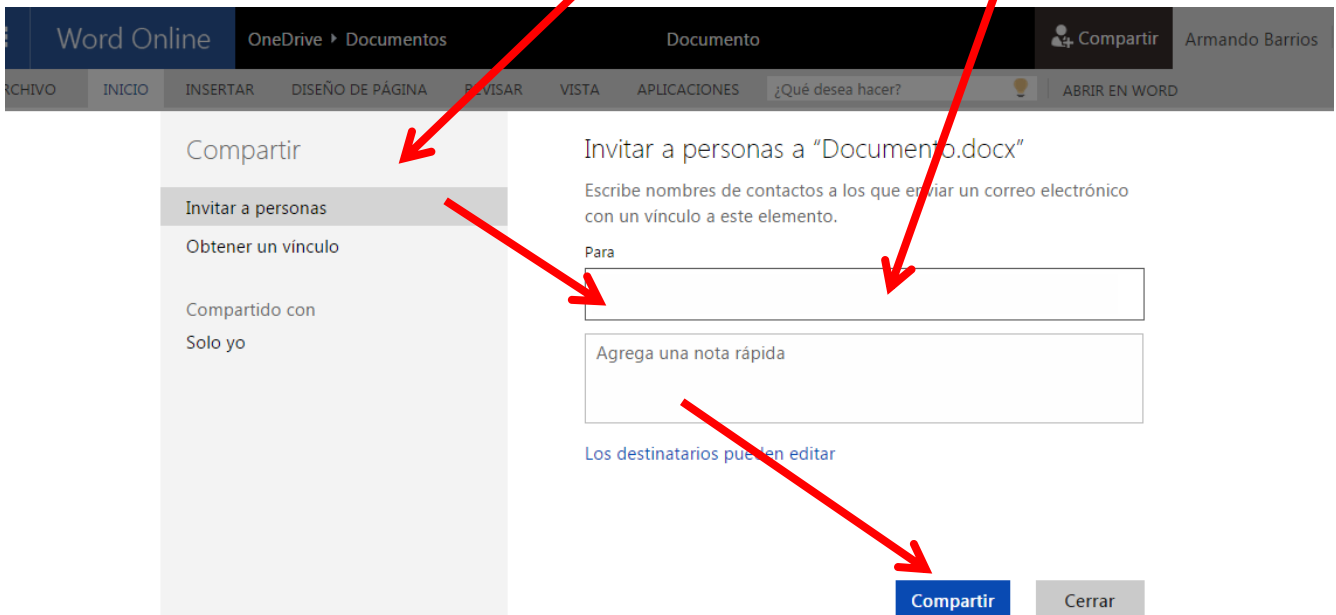 Word Online OneDrive ‣ Documentos Documento Compartir Armando Barrios
RCHIVO INICIO INSERTAR DISEÑO DE PÁGINA REVISAR VISTA APLICACIONES ¿Qué desea hacer? ABRIR EN WORD
Compartir
Invitar a personas
Obtener un vínculo
Compartido con
Solo yo
Invitar a personas a “Documento.docx”
Escribe nombres de contactos a los que enviar un correo electrónico
con un vínculo a este elemento.
Para
Agrega una nota rápida
Los destinatarios pueden editar
Compartir Cerrar